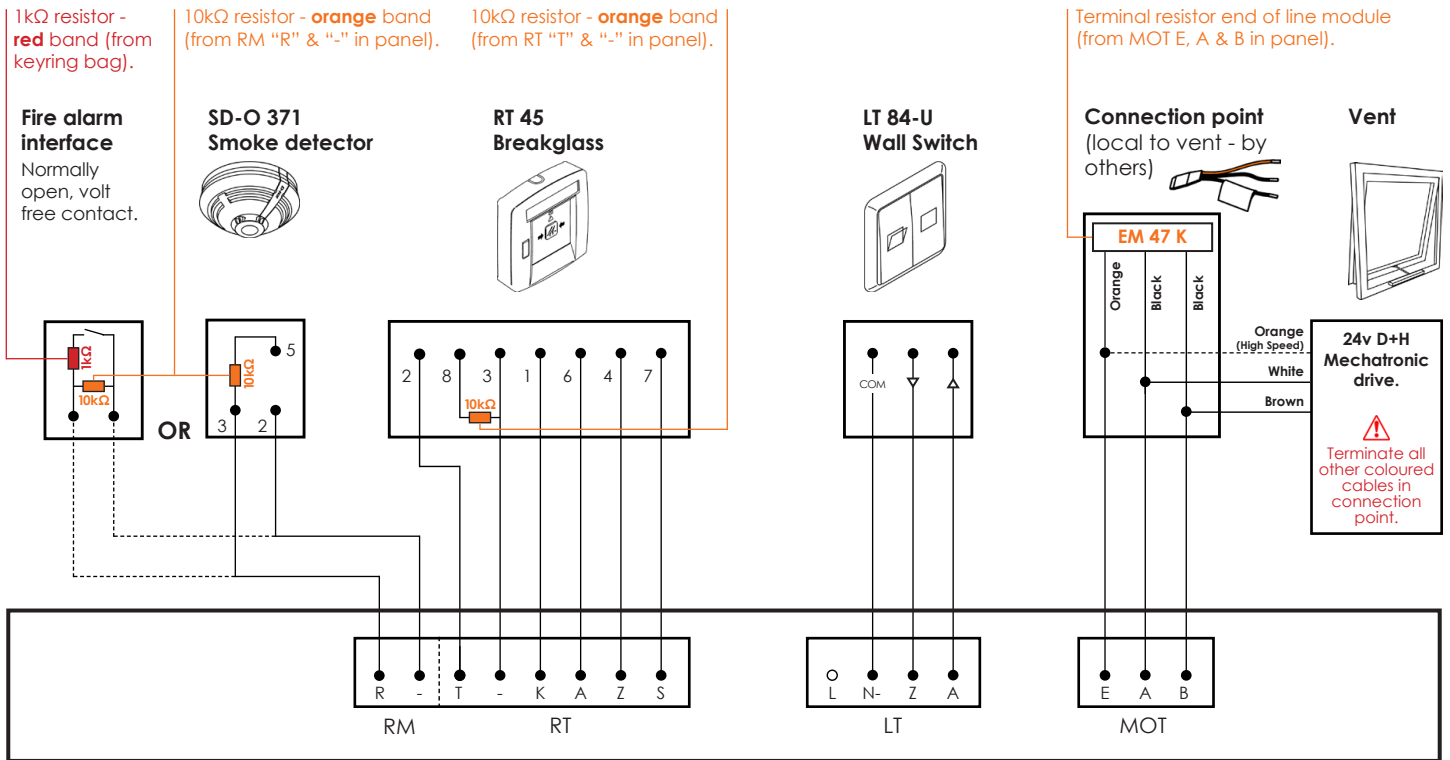 1kΩ resistor -
red band (from
keyring bag).
10kΩ resistor - orange band
(from RM “R” & “-” in panel).
10kΩ resistor - orange band
(from RT “T” & “-” in panel).
Terminal resistor end of line module
(from MOT E, A & B in panel).
Fire alarm
interface
Normally
open, volt
free contact.
SD-O 371
Smoke detector
RT 45
Breakglass
LT 84-U
Wall Switch
Connection point
(local to vent - by
others)
Vent
EM 47 K
Orange
Black
Black
1kΩ
10kΩ
OR
10kΩ
5
3
2
2
8
3
1
6
4
7
10kΩ
COM
Orange
(High Speed)
White
Brown
24v D+H
Mechatronic
drive.
Terminate all
other coloured
cables in
connection
point.
R
-
T
-
K
A
Z
S
RM
RT
L
N-
Z
A
LT
E
A
B
MOT